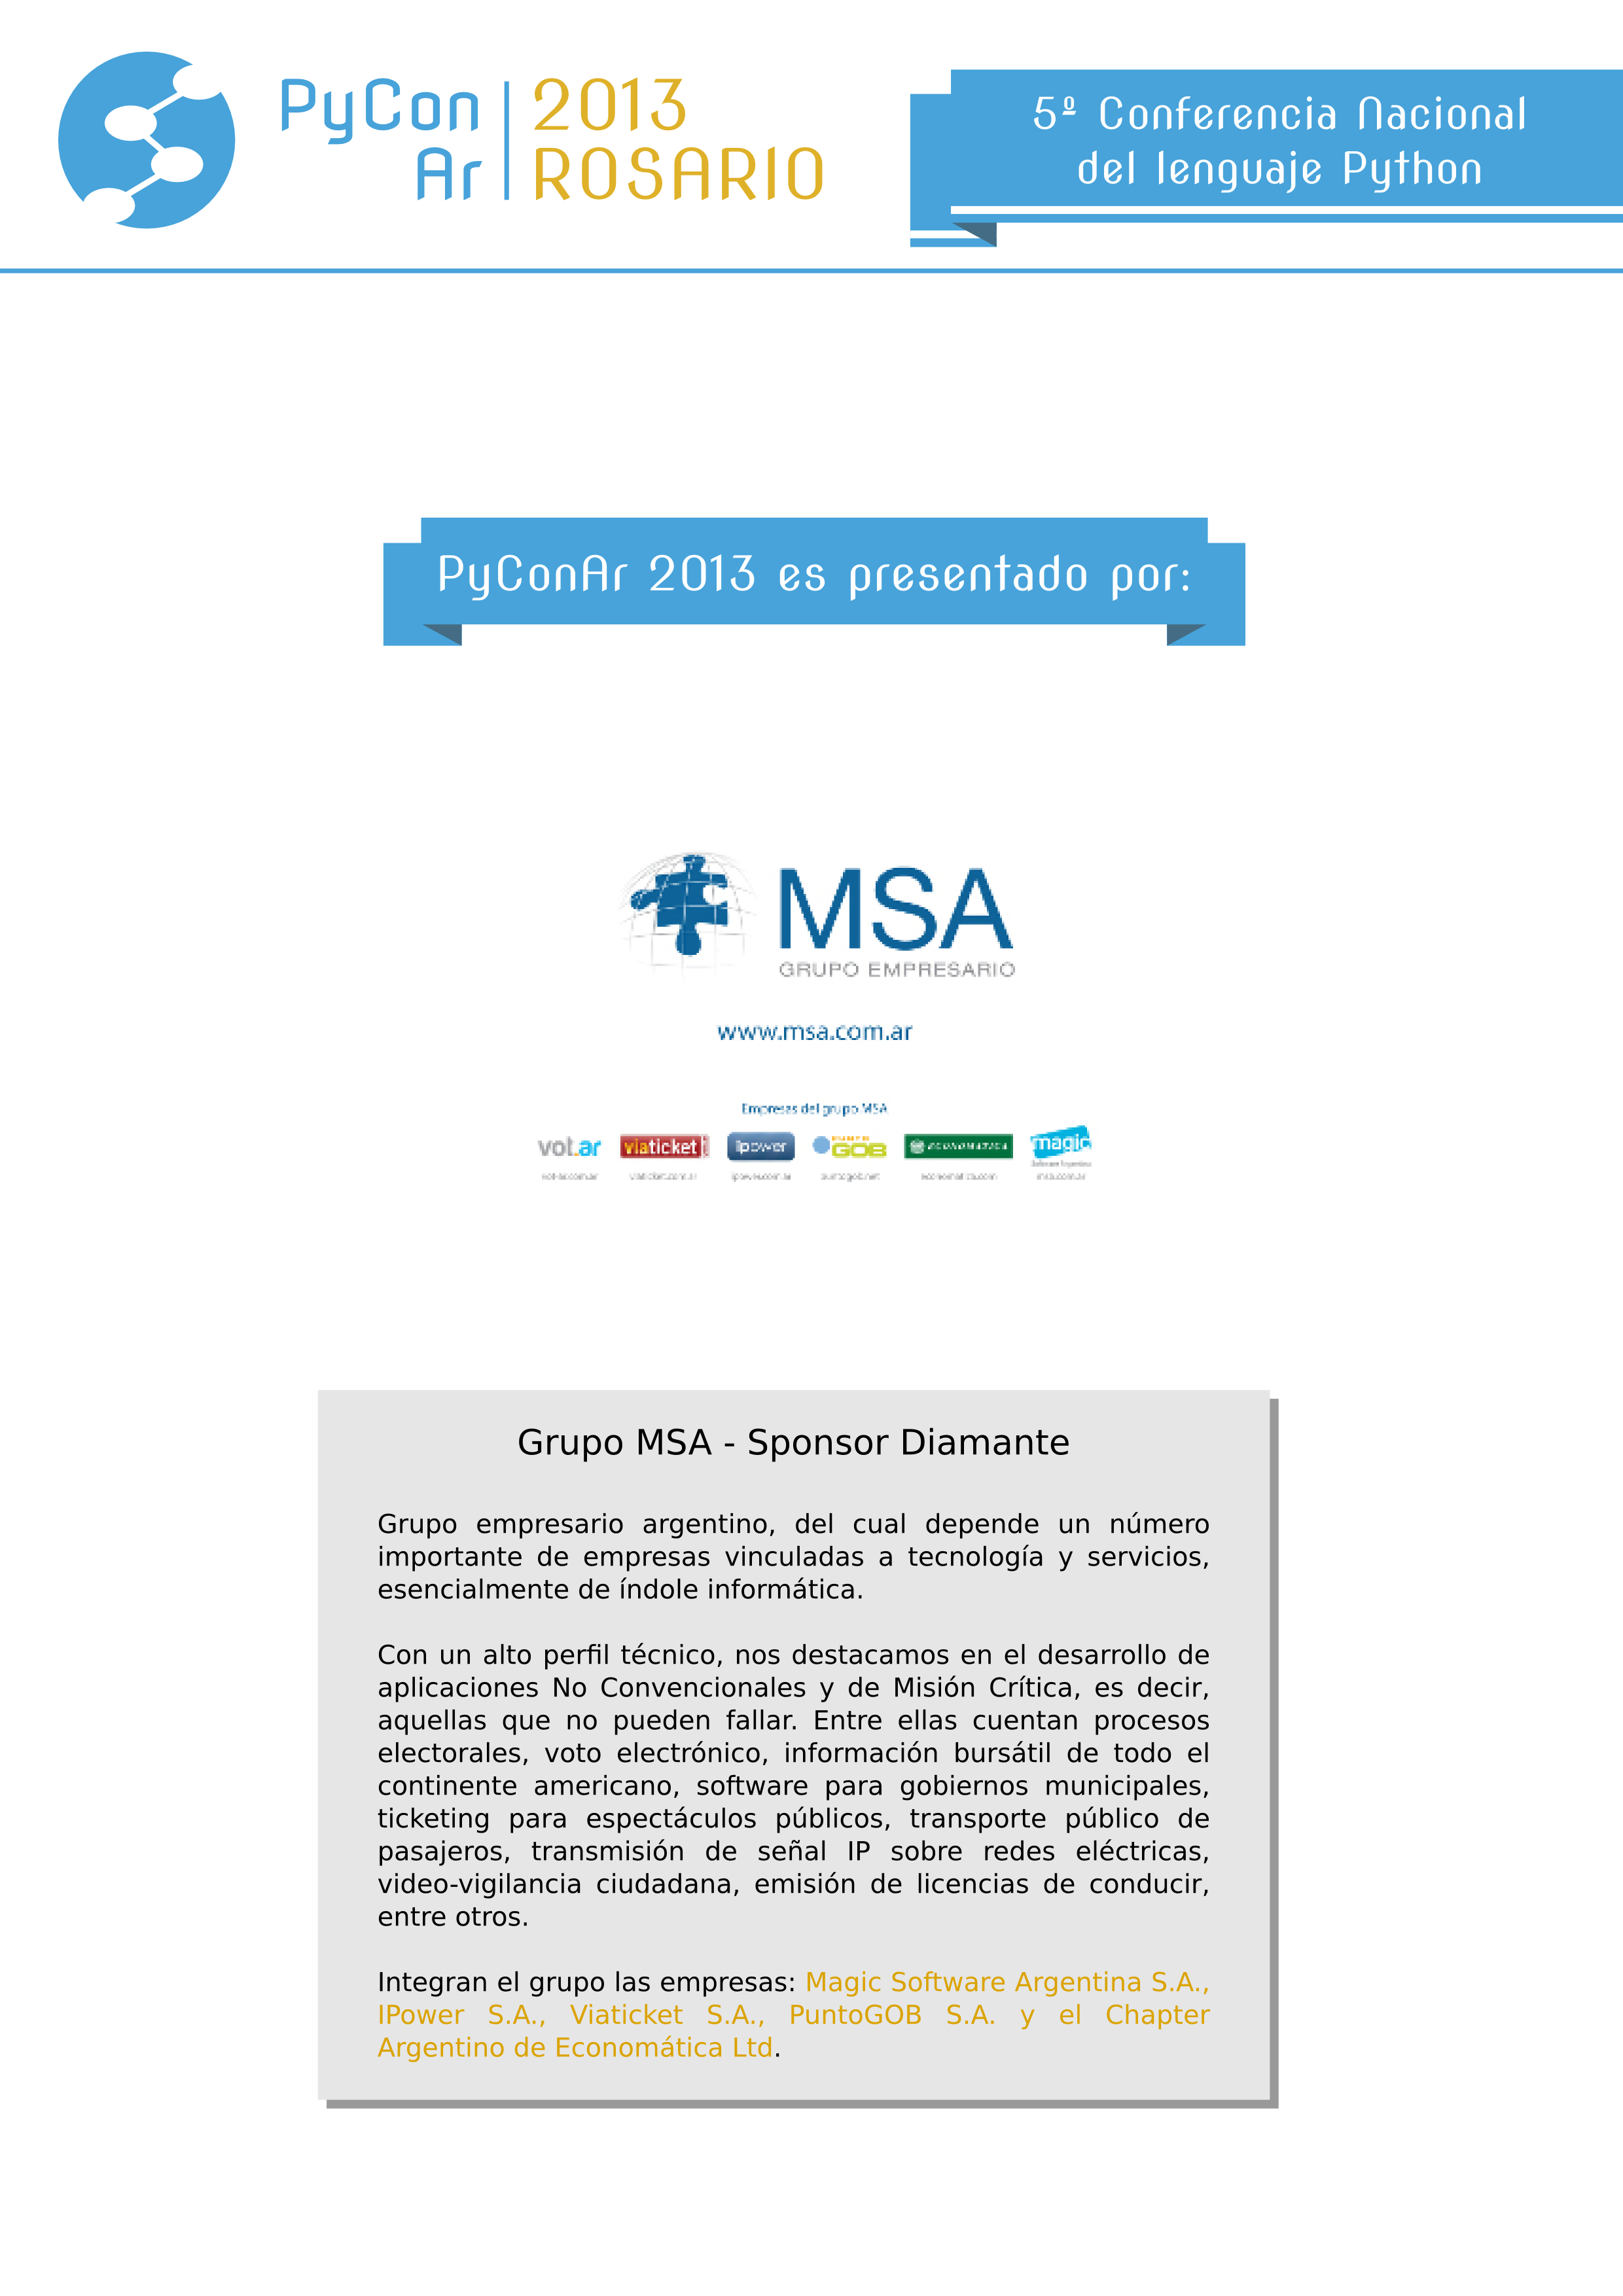 PyCon
Ar
2013
ROSARIO
5º Conferencia Nacional
del lenguaje Python
PyConAr 2013 es presentado por:
MSA
GRUPO EMPRESARIO
www.msa.com.ar
Empresas del grupo MSA
vot.ar
viaticket
ipower
GOB
ECONOMATICA
magic
Grupo MSA - Sponsor Diamante
Grupo empresario argentino, del cual depende un número
importante de empresas vinculadas a tecnología y servicios,
esencialmente de índole informática.
Con un alto perfil técnico, nos destacamos en el desarrollo de
aplicaciones No Convencionales y de Misión Crítica, es decir,
aquellas que no pueden fallar. Entre ellas cuentan procesos
electorales, voto electrónico, información bursátil de todo el
continente americano, software para gobiernos municipales,
ticketing para espectáculos públicos, transporte público de
pasajeros, transmisión de señal IP sobre redes eléctricas,
video-vigilancia ciudadana, emisión de licencias de conducir,
entre otros.
Integran el grupo las empresas: Magic Software Argentina S.A.,
IPower S.A., Viaticket S.A., PuntoGOB S.A. y el Chapter
Argentino de Economática Ltd.